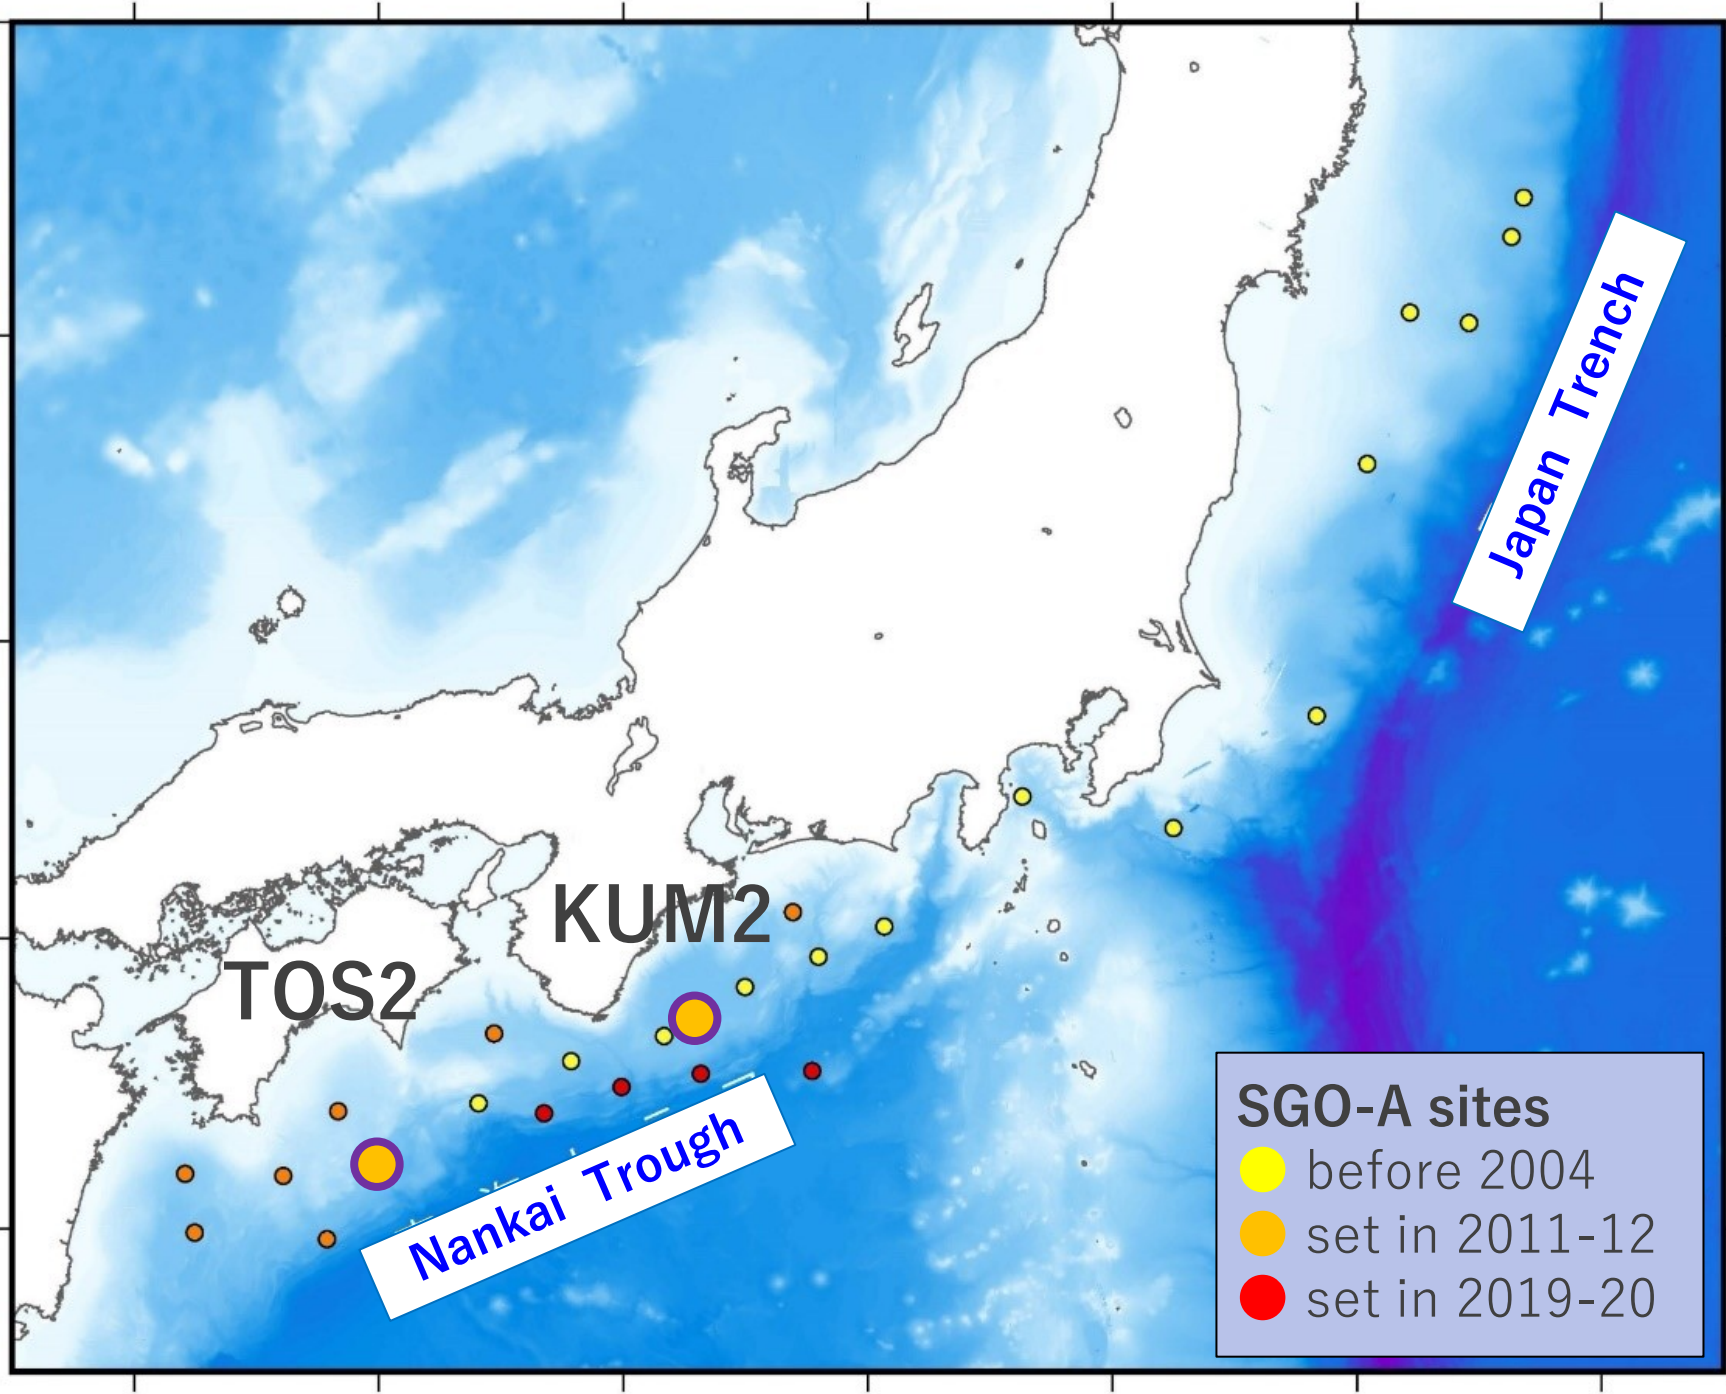 Japan Trench
KUM2
TOS2
Nankai Trough
SGO-A sites
before 2004
set in 2011-12
set in 2019-20